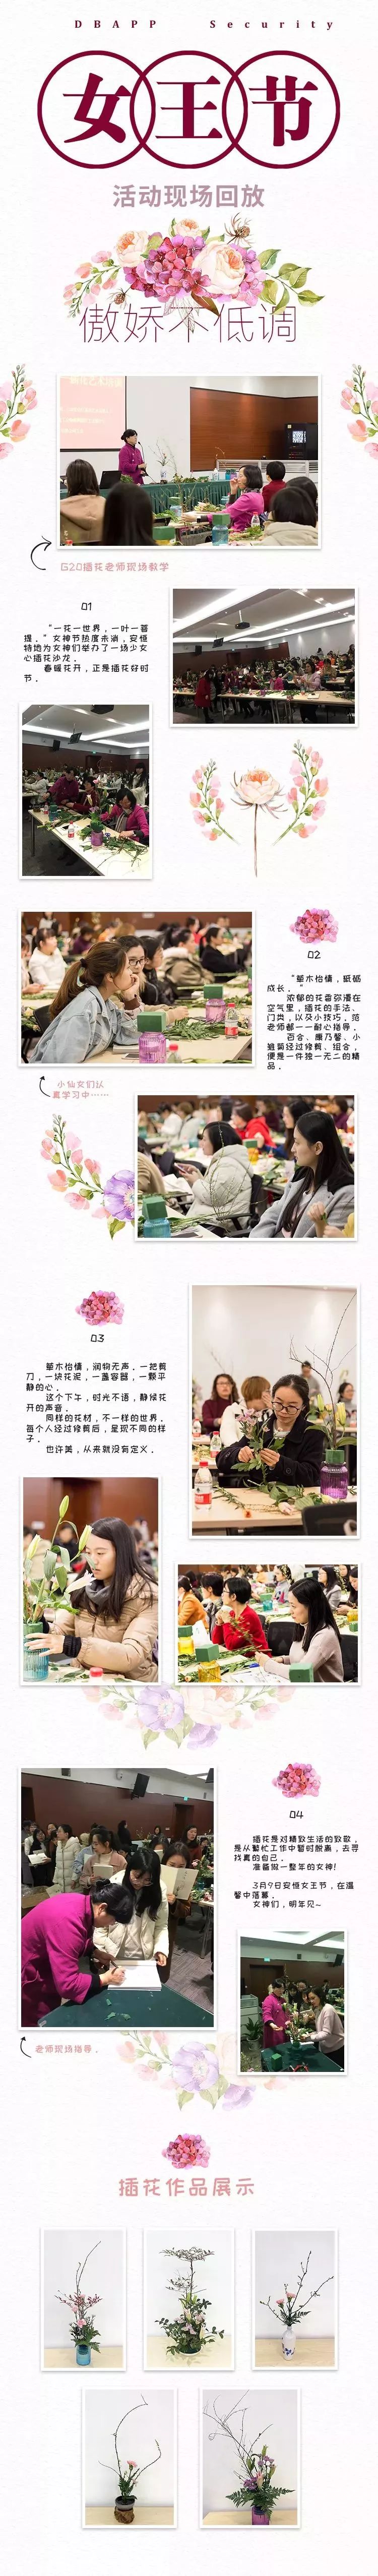 DBAPP Security
女王节
活动现场回放
傲娇不低调
G20插花老师现场教学
01
“一花一世界，一叶一菩
提。”女神节热度未消，安恒
特地为女神们举办了一场少女
心插花沙龙。
春暖花开，正是插花好时
节。
02
“草木怡情，纸砺
成长。”
浓郁的花香弥漫在
空气里，插花的手法、
门类，以及小技巧，范
老师都一一耐心指导。
百合、康乃馨、小
雏菊经过修剪、组合，
便是一件独一无二的精
品。
小仙女们认
真学习中……
03
草木怡情，润物无声。一把剪
刀，一块花泥，一盏容器，一颗平
静的心。
这个下午，时光不语，静候花
开的声音。
同样的花材，不一样的世界。
每个人经过修剪后，呈现不同的样
子。
也许美，从来就没有定义。
04
插花是对精致生活的致敬，
是从繁忙工作中暂时脱离，去寻
找真的自己。
准备做一整年的女神！
3月9日安恒女王节，在温
馨中落幕。
女神们，明年见~
老师现场指导。
插花作品展示